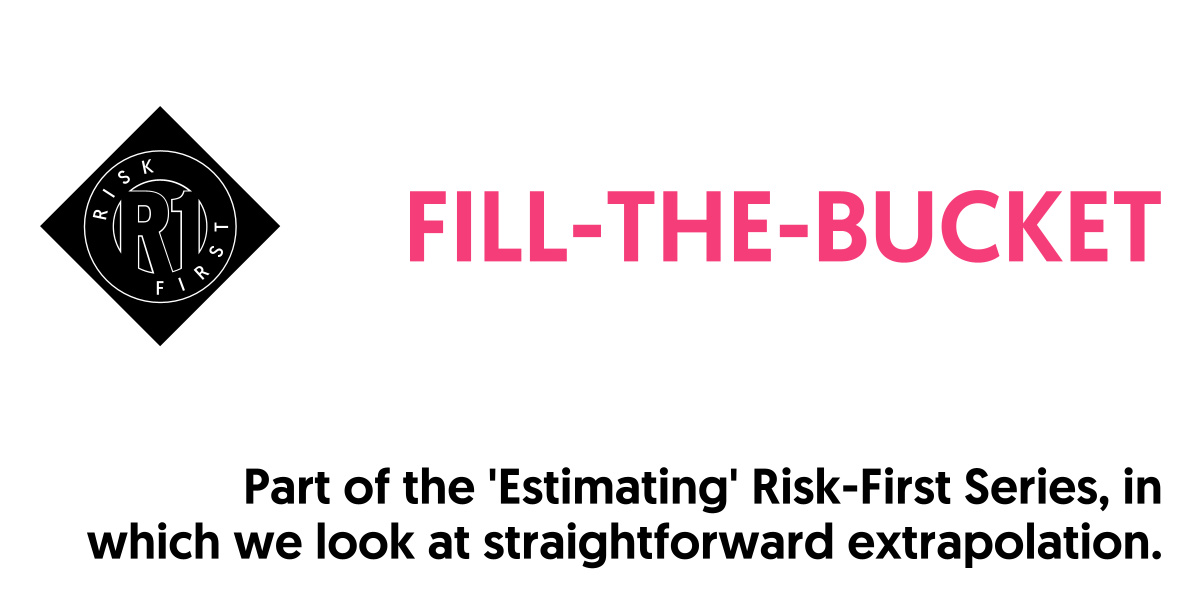 RISK
R1
FIRST
FILL-THE-BUCKET
Part of the 'Estimating' Risk-First Series, in
which we look at straightforward extrapolation.